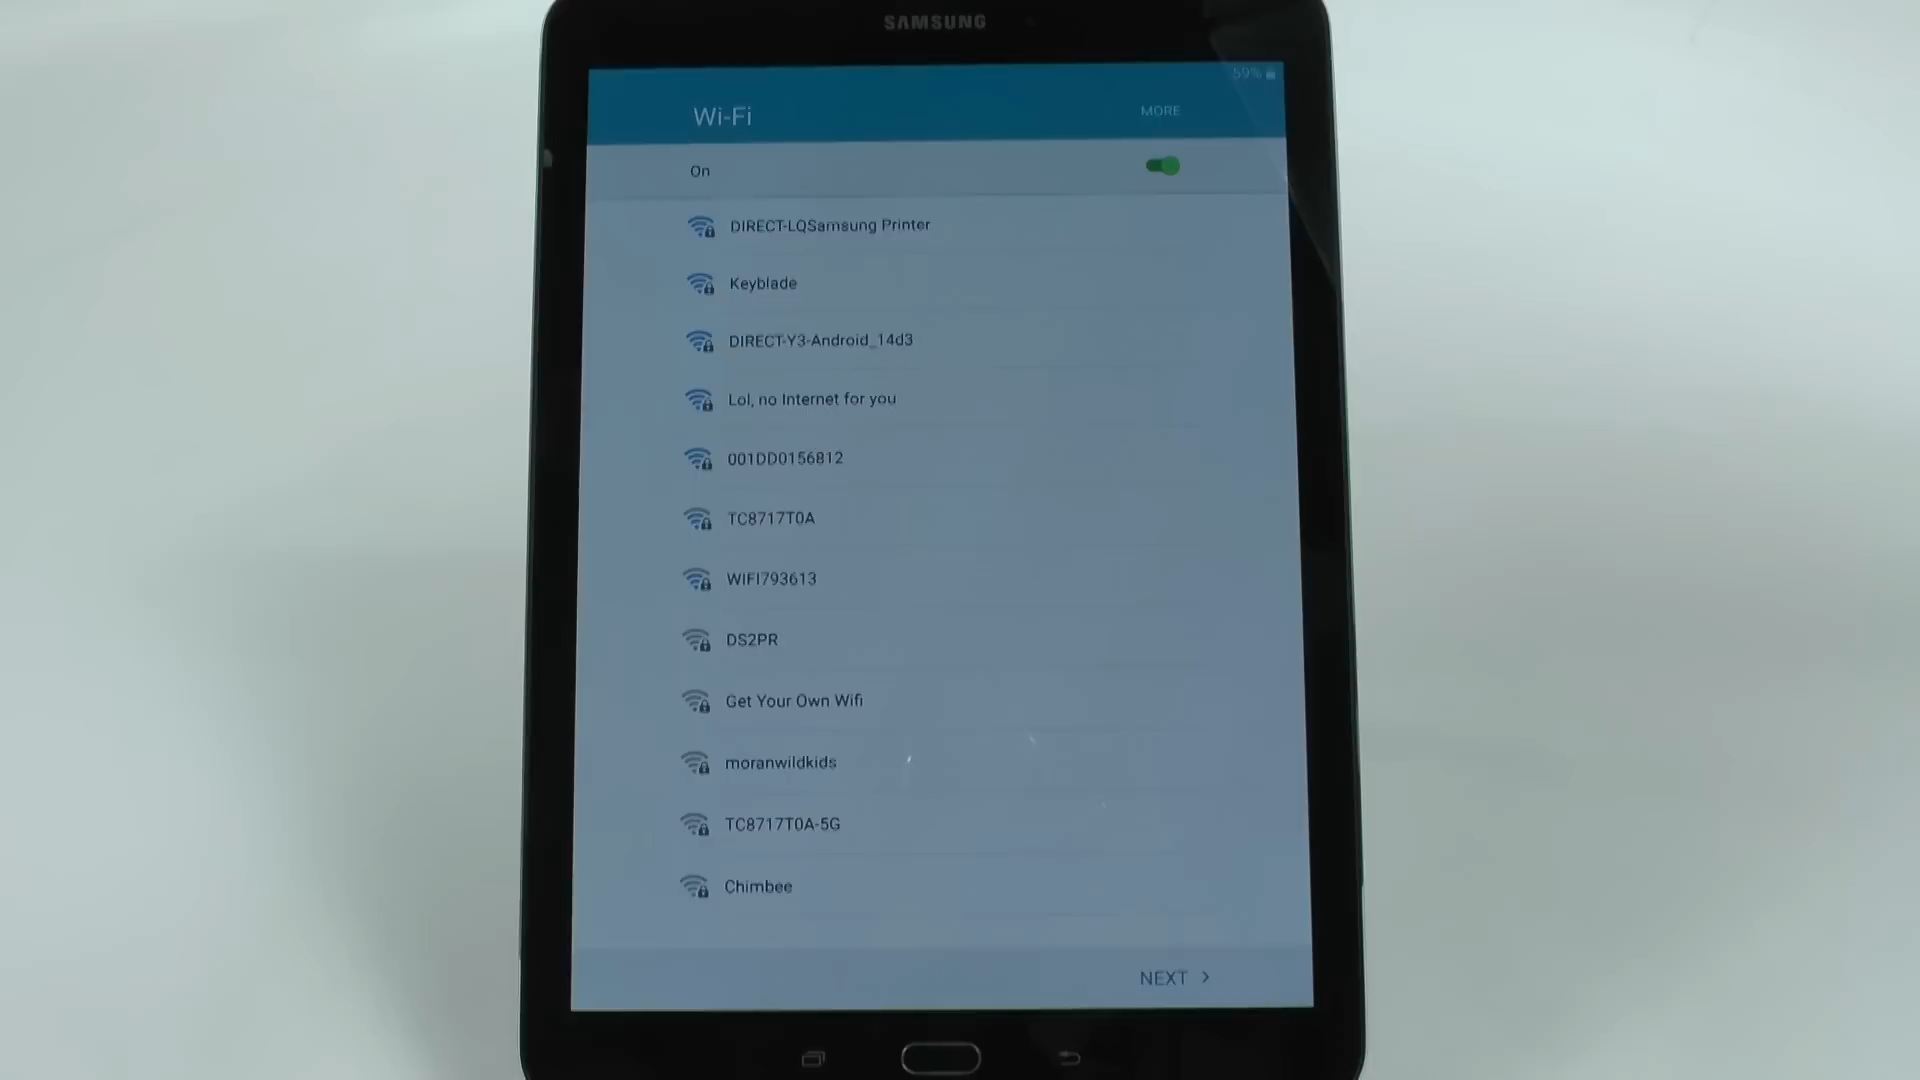 SAMSUNG
59%
Wi-Fi
MORE
On
DIRECT-LQSamsung Printer
Keyblade
DIRECT-Y3-Android_14d3
Lol, no Internet for you
001DD0156812
TC8717T0A
WIFI793613
DS2PR
Get Your Own Wifi
moranwildkids
TC8717T0A-5G
Chimbee
NEXT >